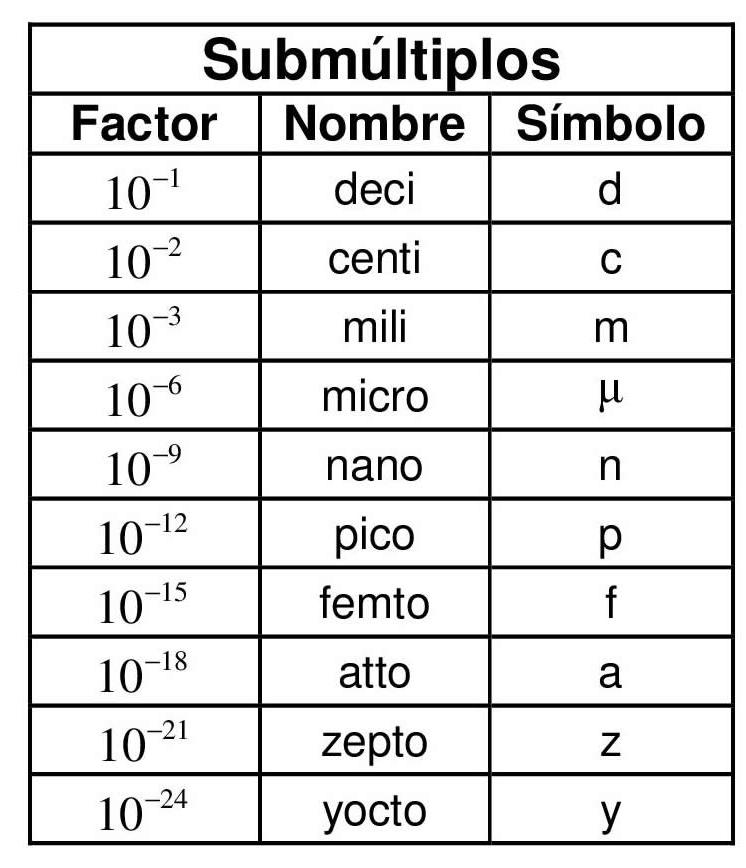 Submúltiplos
Factor Nombre Símbolo
10⁻¹ deci d
10⁻² centi c
10⁻³ mili m
10⁻⁶ micro μ
10⁻⁹ nano n
10⁻¹² pico p
10⁻¹⁵ femto f
10⁻¹⁸ atto a
10⁻²¹ zepto z
10⁻²⁴ yocto y